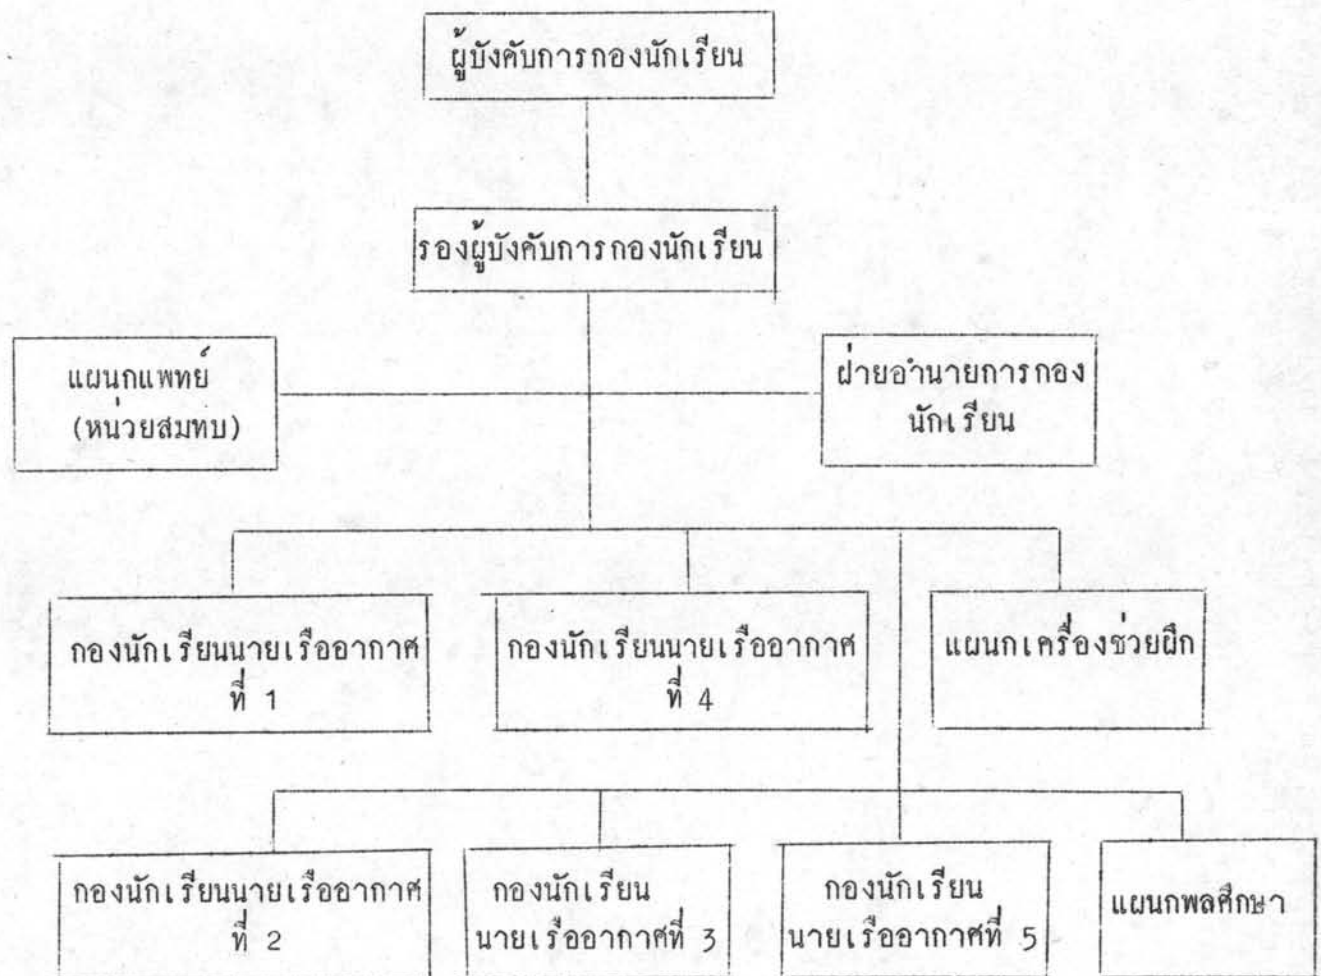 ผู้บังคับการกองนักเรียน
รองผู้บังคับการกองนักเรียน
แผนกแพทย์
(หน่วยสมทบ)
ฝ่ายอำนายการกอง
นักเรียน
กองนักเรียนนายเรืออากาศ
ที่ 1
กองนักเรียนนายเรืออากาศ
ที่ 4
แผนกเครื่องช่วยฝึก
กองนักเรียนนายเรืออากาศ
ที่ 2
กองนักเรียน
นายเรืออากาศที่ 3
กองนักเรียน
นายเรืออากาศที่ 5
แผนกพลศึกษา